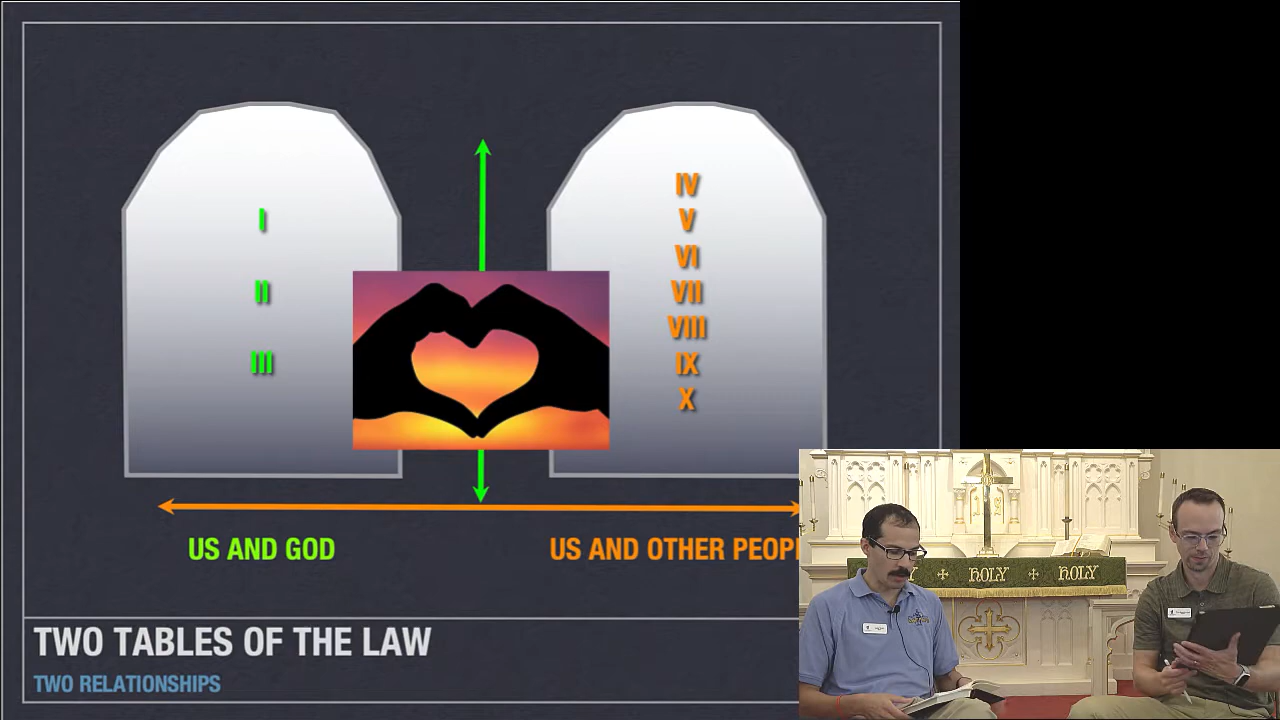 I
II
III
IV
V
VI
VII
VIII
IX
X
US AND GOD
US AND OTHER
TWO TABLES OF THE LAW
TWO RELATIONSHIPS
HOLY
HOLY